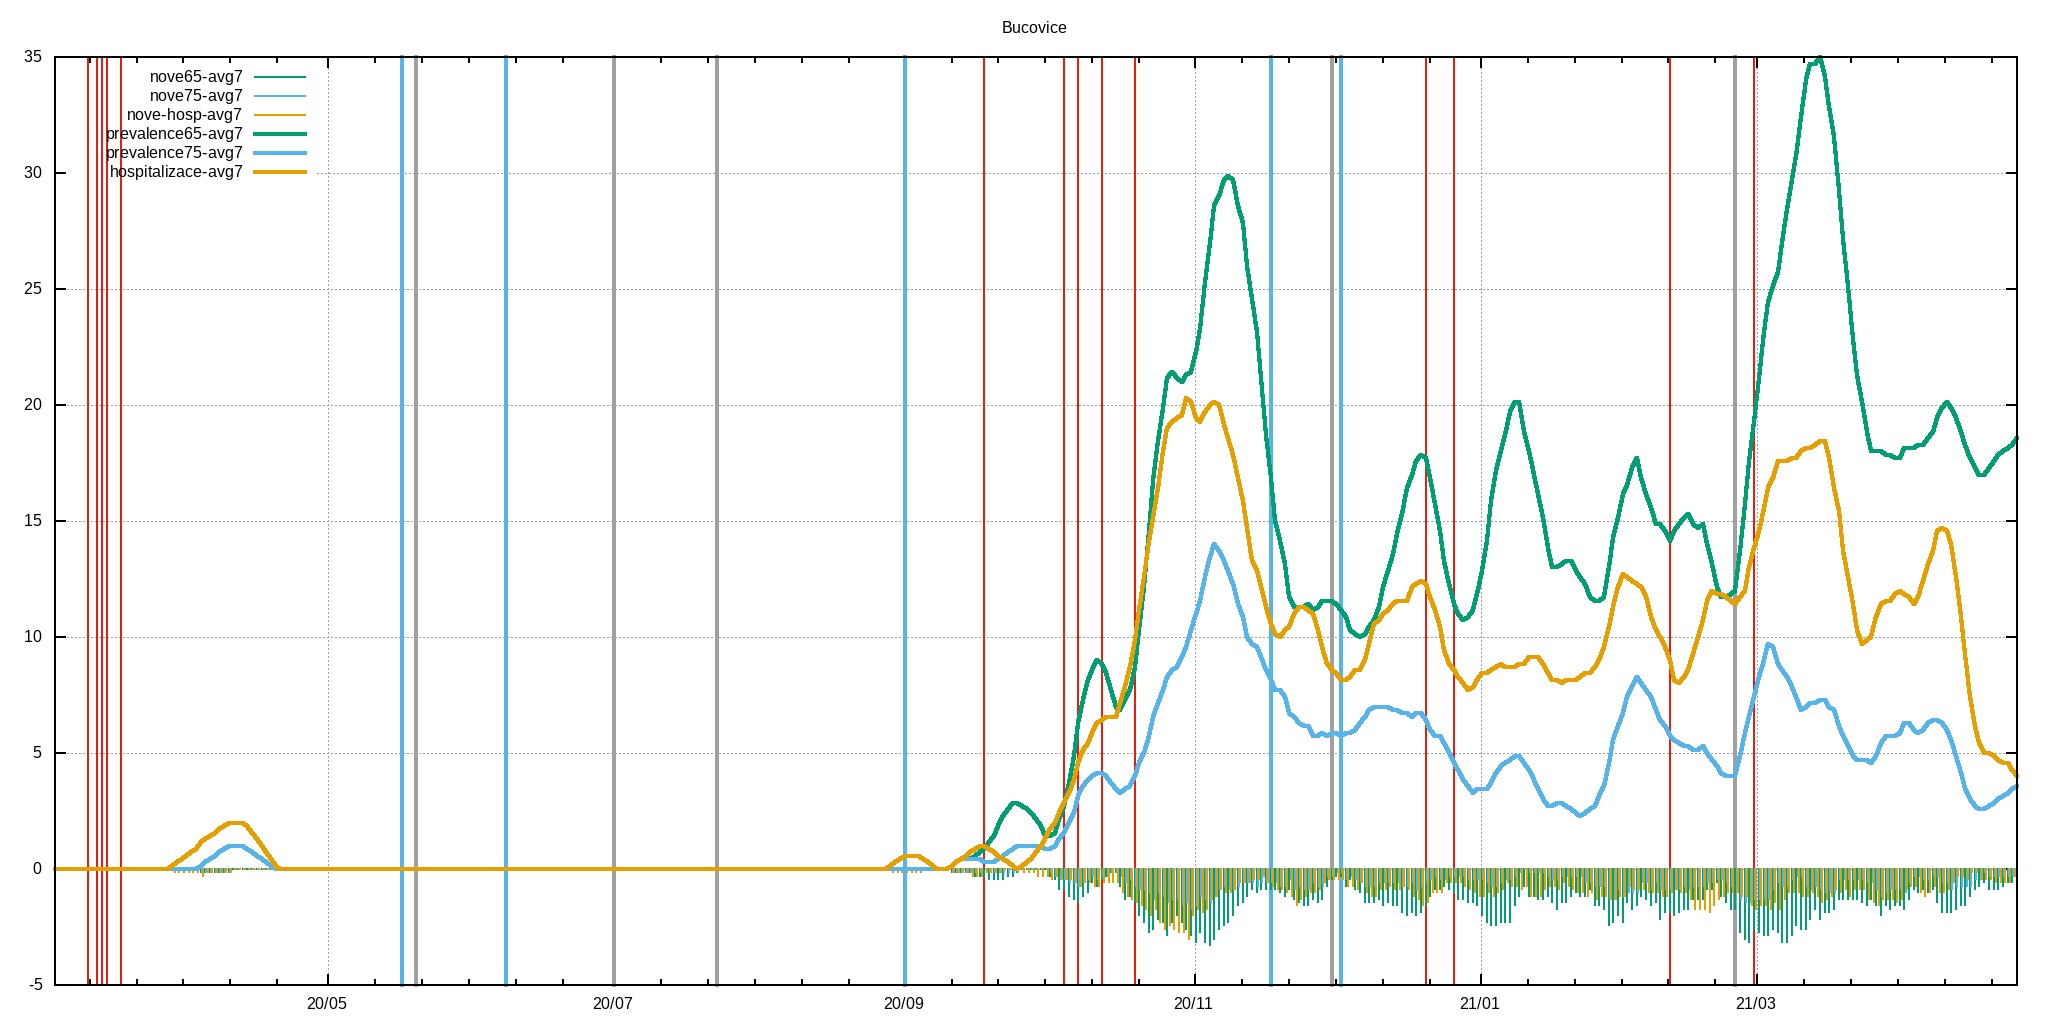 Bucovice
35
30
25
20
15
10
5
0
-5
nove65-avg7
nove75-avg7
nove-hosp-avg7
prevalence65-avg7
prevalence75-avg7
hospitalizace-avg7
20/05 20/07 20/09 20/11 21/01 21/03